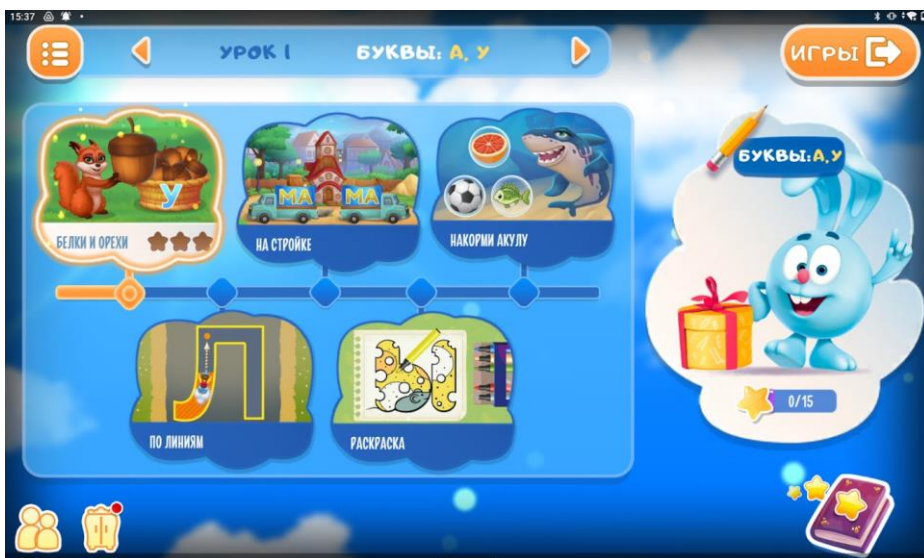 15:37
УРОК 1
БУКВЫ: А, У
ИГРЫ
У
БЕЛКИ И ОРЕХИ
МА МА
НА СТРОЙКЕ
НАКОРМИ АКУЛУ
Л
ПО ЛИНИЯМ
РАСКРАСКА
БУКВЫ: А, У
0/15